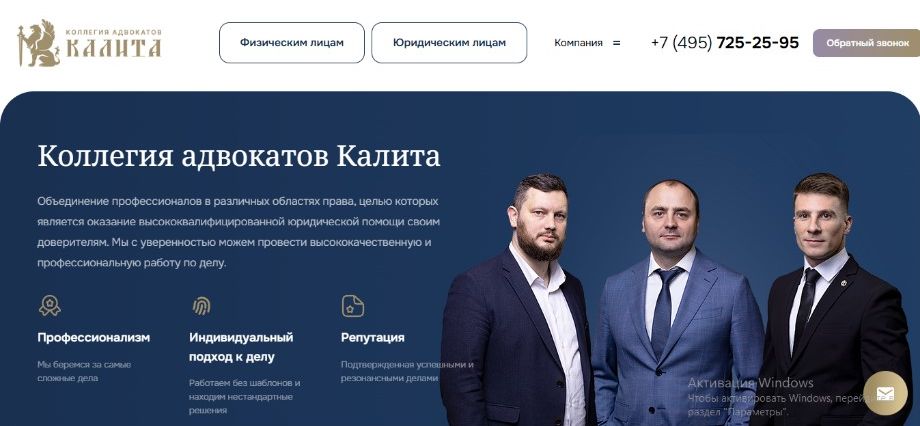 КОЛЛЕГИЯ АДВОКАТОВ
КАЛИТА
Физическим лицам
Юридическим лицам
Компания
+7 (495) 725-25-95
Обратный звонок
Коллегия адвокатов Калита
Объединение профессионалов в различных областях права, целью которых
является оказание высококвалифицированной юридической помощи своим
доверителям. Мы с уверенностью можем провести высококачественную и
профессиональную работу по делу.
Профессионализм
Мы беремся за самые
сложные дела
Индивидуальный
подход к делу
Работаем без шаблонов и
находим нестандартные
решения
Репутация
Подтвержденная успешными и
резонансными делами
Активация Windows
Чтобы активировать Windows, перейдите в
раздел "Параметры".